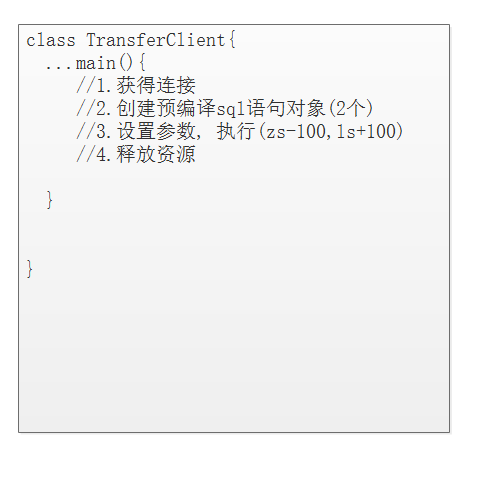 class TransferClient{
...main(){
//1.获得连接
//2.创建预编译sql语句对象(2个)
//3.设置参数, 执行(zs-100,ls+100)
//4.释放资源
}
}